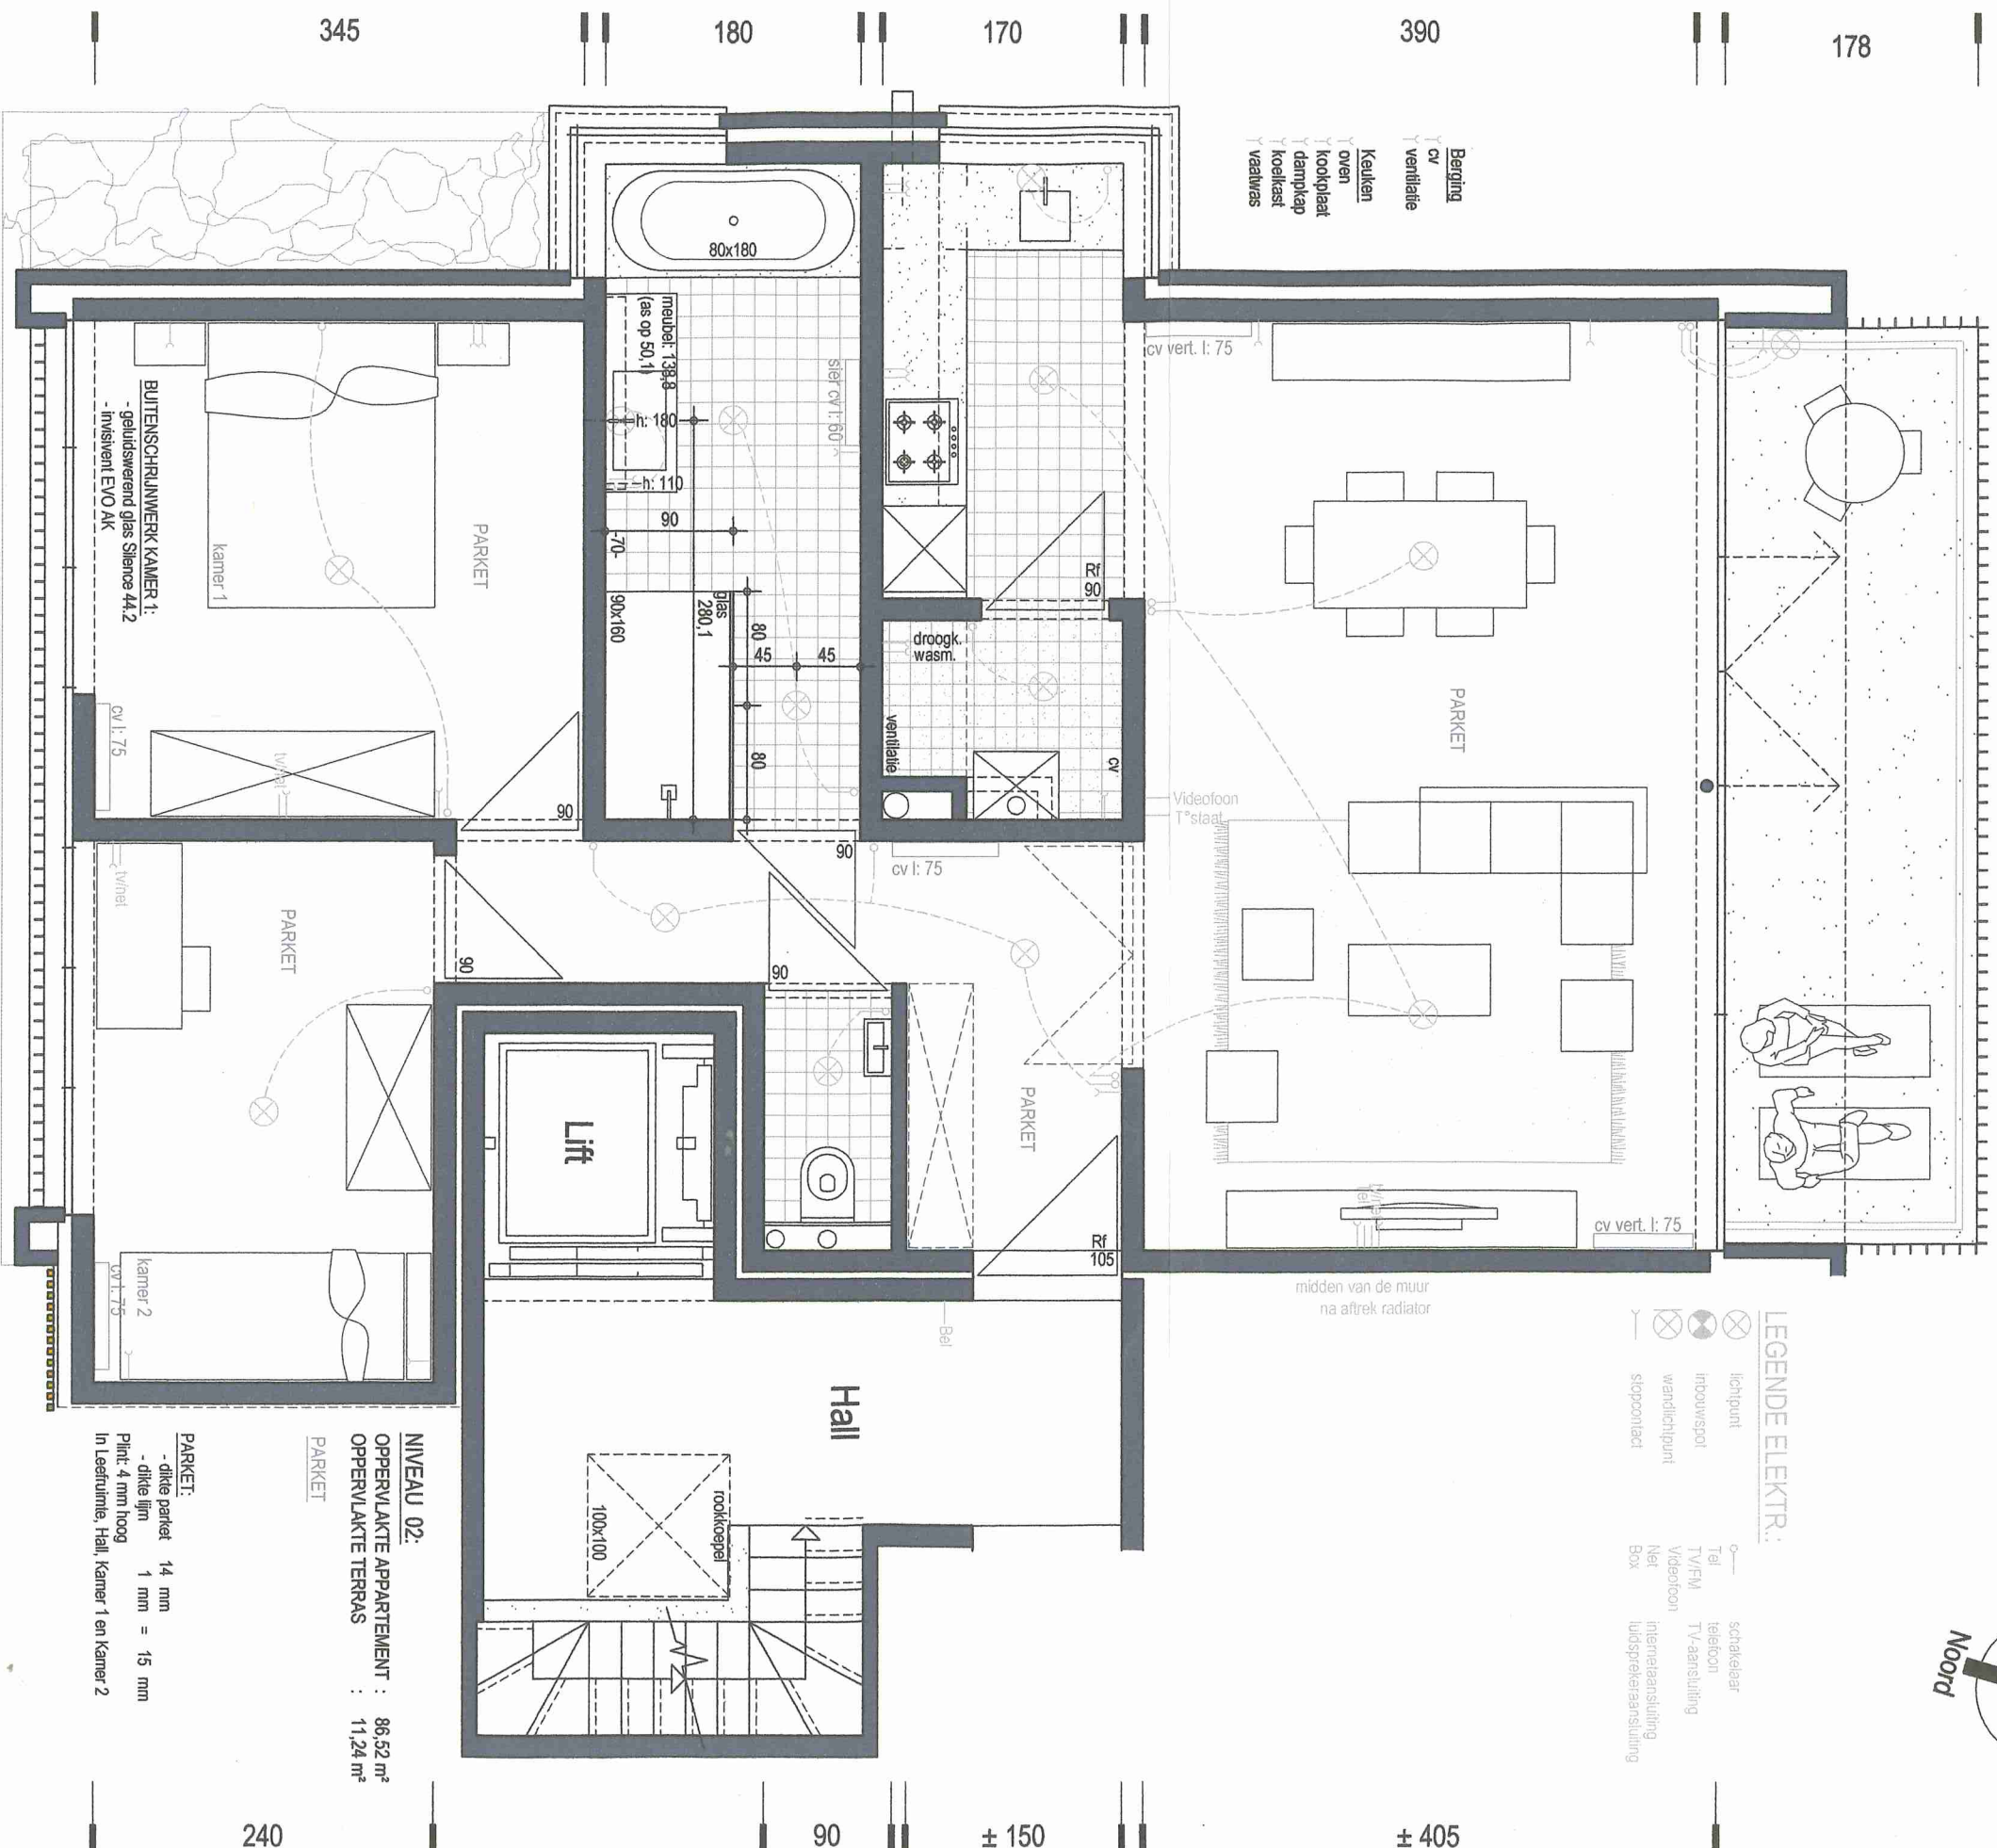 345
180
170
390
178
Berging
cv
ventilatie
Keuken
oven
kookplaat
dampkap
koelkast
vaatwas
80x180
meubel: 138,8
(as op 50,1)
h: 180
h: 110
90
-70-
90x160
glas
280,1
80
45
45
80
sier cv l: 60
cv vert. l: 75
Rf
90
droogk.
wasm.
ventilatie
cv
Videofoon
T°staat
PARKET
BUITENSCHRIJNWERK KAMER 1:
- geluidswerend glas Silence 44.2
- invisivent EVO AK
kamer 1
PARKET
cv l: 75
tv/net
90
90
cv l: 75
90
90
tv/net
PARKET
Lift
PARKET
Rf
105
cv vert. l: 75
midden van de muur
na aftrek radiator
Bel
kamer 2
cv l: 75
Hall
rookkoepel
100x100
LEGENDE ELEKTR.:
lichtpunt
inbouwspot
wandlichtpunt
stopcontact
schakelaar
Tel telefoon
TV/FM TV-aansluiting
Videofoon
Net internetaansluiting
Box luidsprekeraansluiting
Noord
NIVEAU 02:
OPPERVLAKTE APPARTEMENT : 86,52 m²
OPPERVLAKTE TERRAS : 11,24 m²
PARKET
PARKET:
- dikte parket 14 mm
- dikte lijm 1 mm = 15 mm
Plint: 4 mm hoog
In Leefruimte, Hall, Kamer 1 en Kamer 2
240
90
± 150
± 405